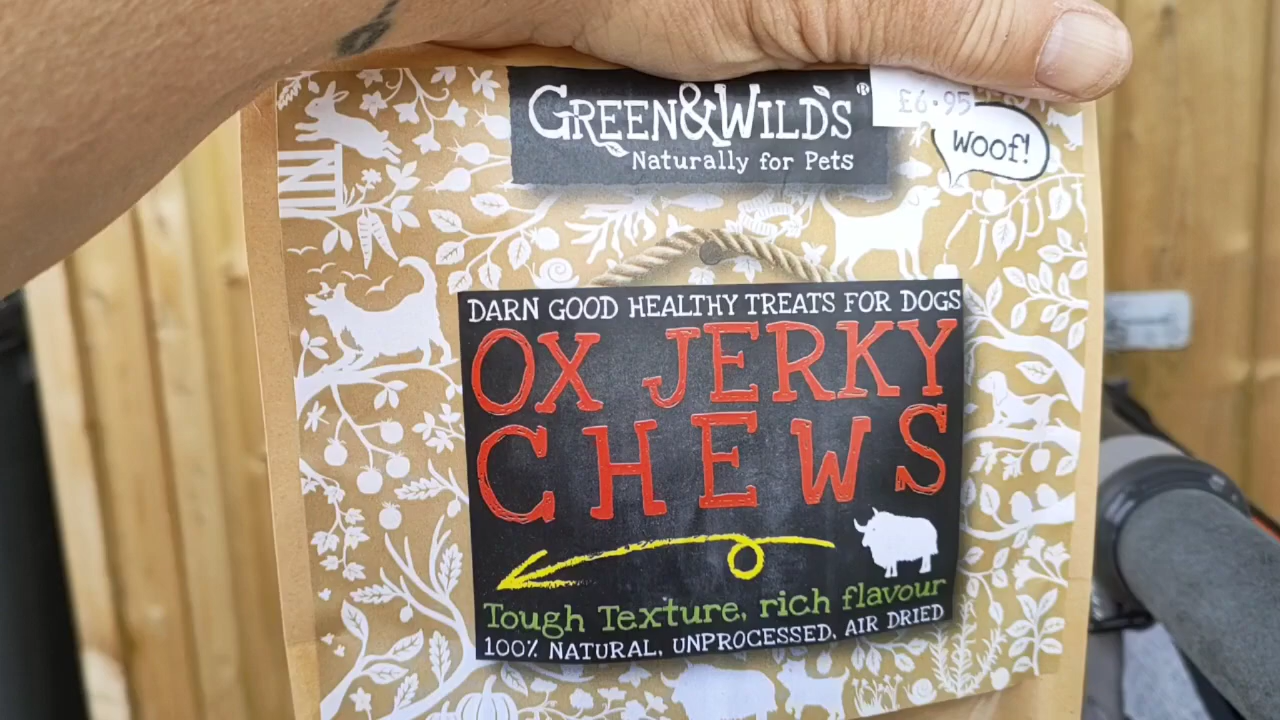 GREEN&WILD'S®
£6.95
Naturally for Pets
Woof!
DARN GOOD HEALTHY TREATS FOR DOGS
OX JERKY
CHEWS
Tough Texture, rich flavour
100% NATURAL, UNPROCESSED, AIR DRIED